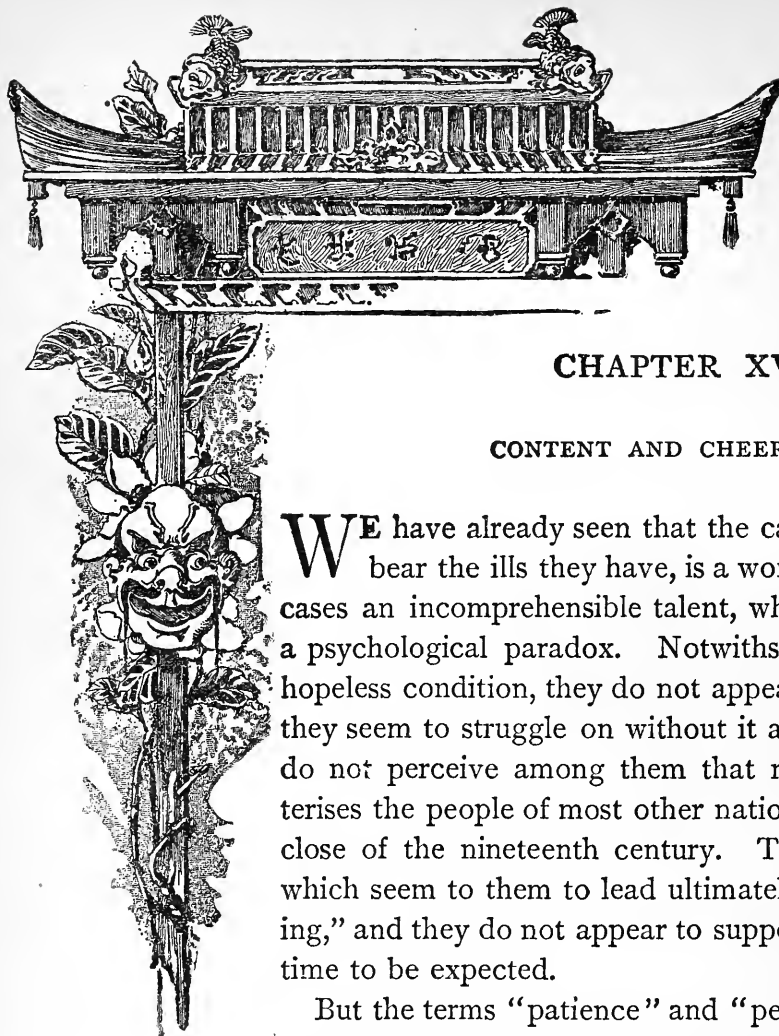 CHAPTER XV
CONTENT AND CHEER
WE have already seen that the ca
bear the ills they have, is a wo
cases an incomprehensible talent, wh
a psychological paradox. Notwiths
hopeless condition, they do not appea
they seem to struggle on without it a
do not perceive among them that r
terises the people of most other natio
close of the nineteenth century. T
which seem to them to lead ultimatel
ing," and they do not appear to supp
time to be expected.
But the terms "patience" and "pe